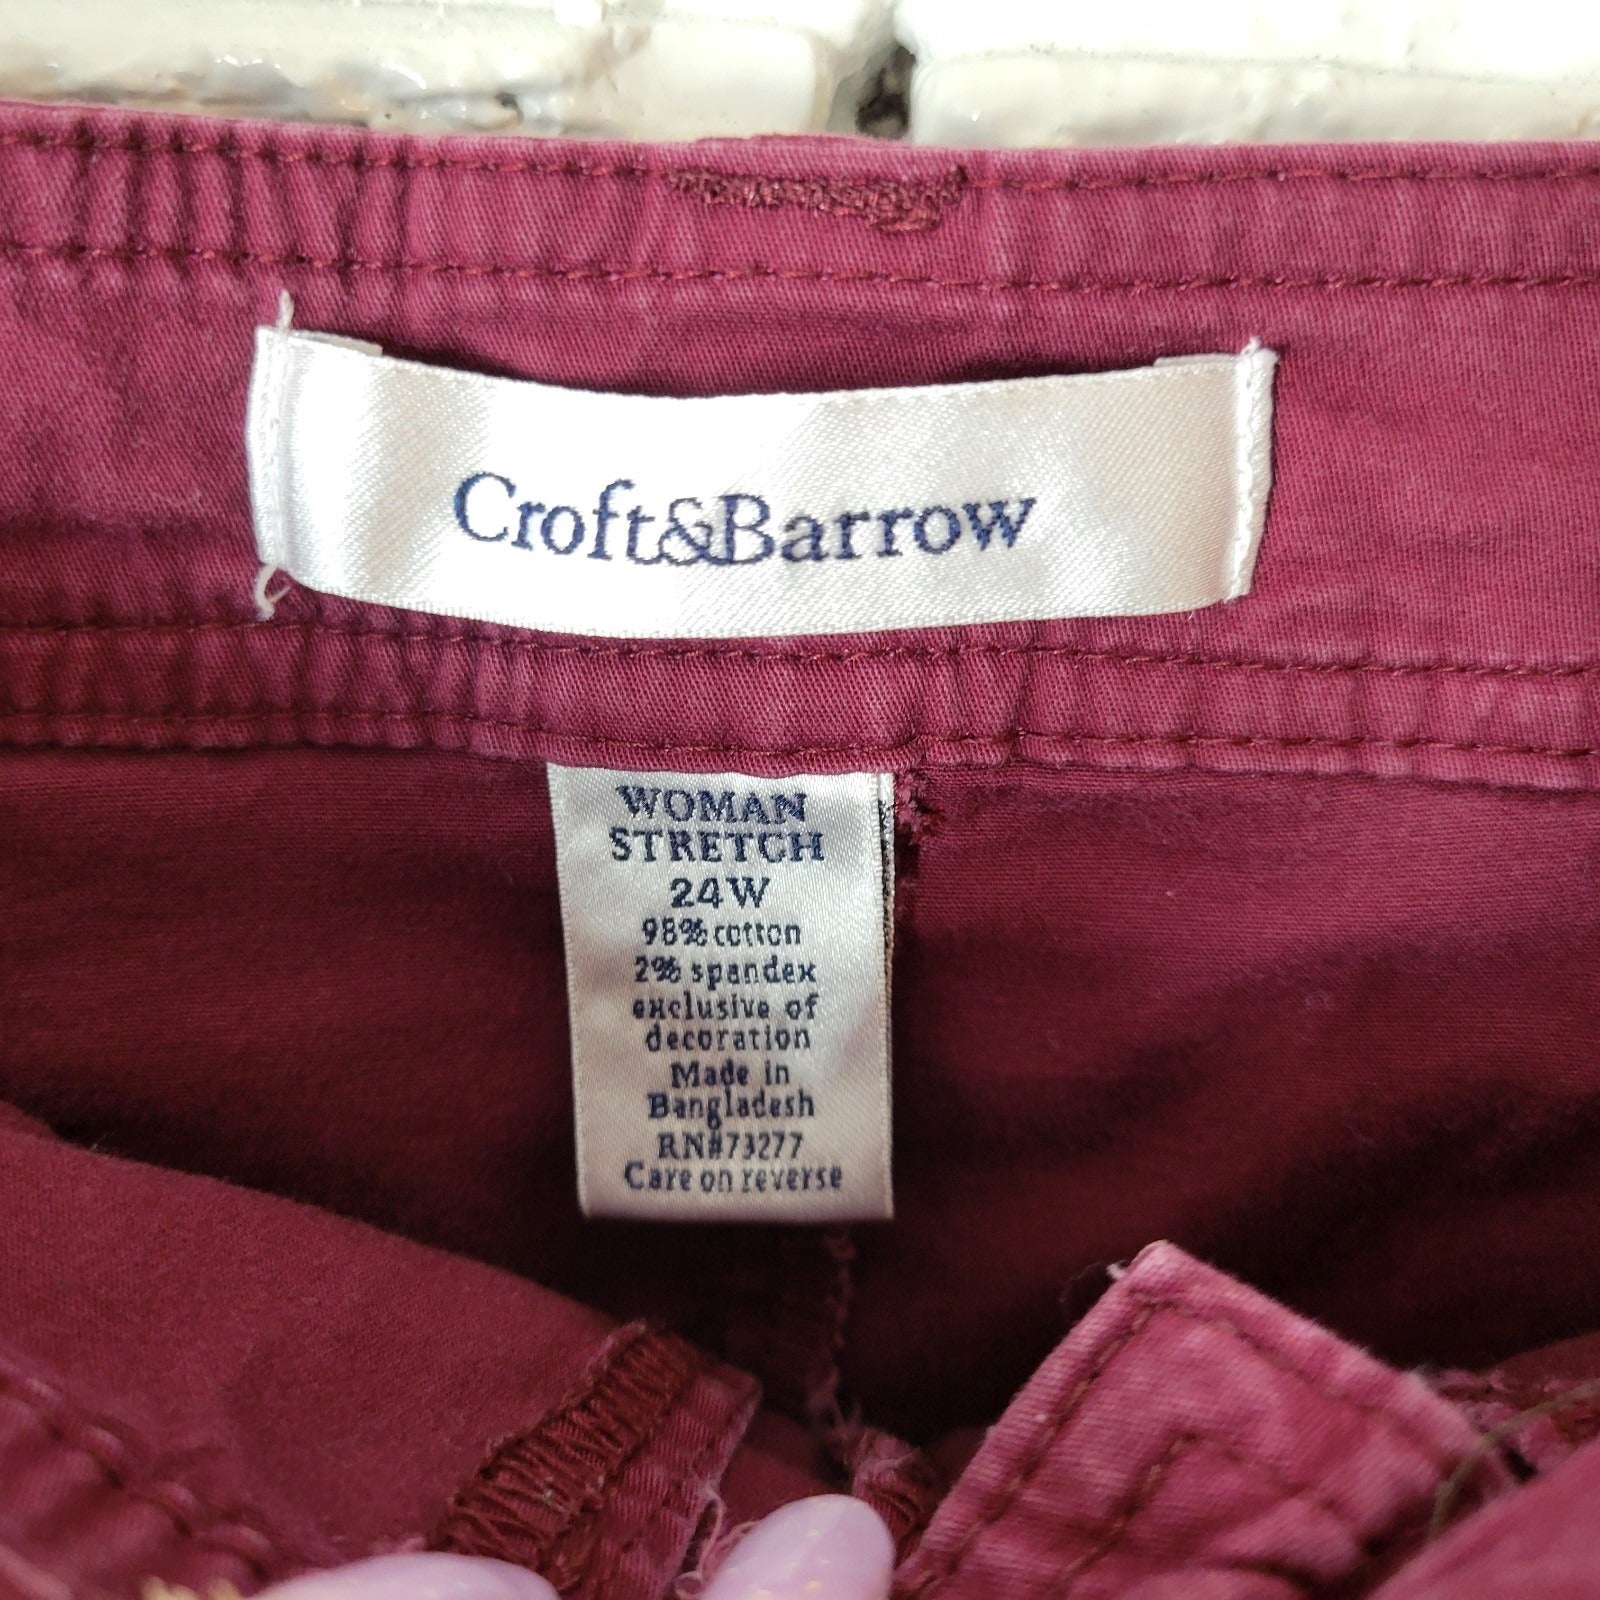 Croft&Barrow
WOMAN
STRETCH
24W
98% cotton
2% spandex
exclusive of
decoration
Made in
Bangladesh
RN#73277
Care on reverse